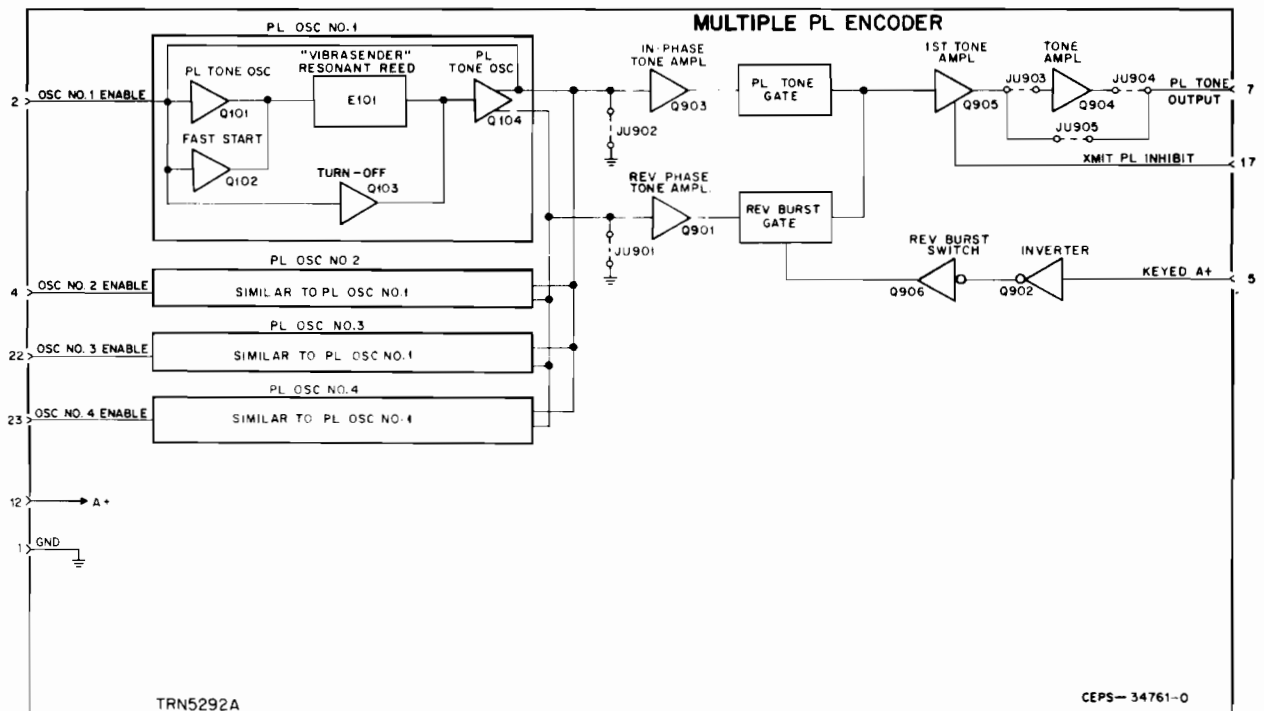 MULTIPLE PL ENCODER
PL OSC NO.1
"VIBRASENDER"
RESONANT REED
PL
TONE OSC
PL TONE OSC
2
OSC NO.1 ENABLE
Q101
E101
Q104
FAST START
Q102
TURN-OFF
Q103
IN-PHASE
TONE AMPL
Q903
PL TONE
GATE
JU902
1ST TONE
AMPL
Q905
JU903
TONE
AMPL
Q904
JU904
JU905
PL TONE
OUTPUT
7
XMIT PL INHIBIT
17
REV PHASE
TONE AMPL.
Q901
REV BURST
GATE
JU901
REV BURST
SWITCH
Q906
INVERTER
Q902
KEYED A+
5
PL OSC NO.2
4
OSC NO.2 ENABLE
SIMILAR TO PL OSC NO.1
PL OSC NO.3
22
OSC NO.3 ENABLE
SIMILAR TO PL OSC NO.1
PL OSC NO.4
23
OSC NO.4 ENABLE
SIMILAR TO PL OSC NO.1
12
A+
1
GND
TRN5292A
CEPS-34761-O